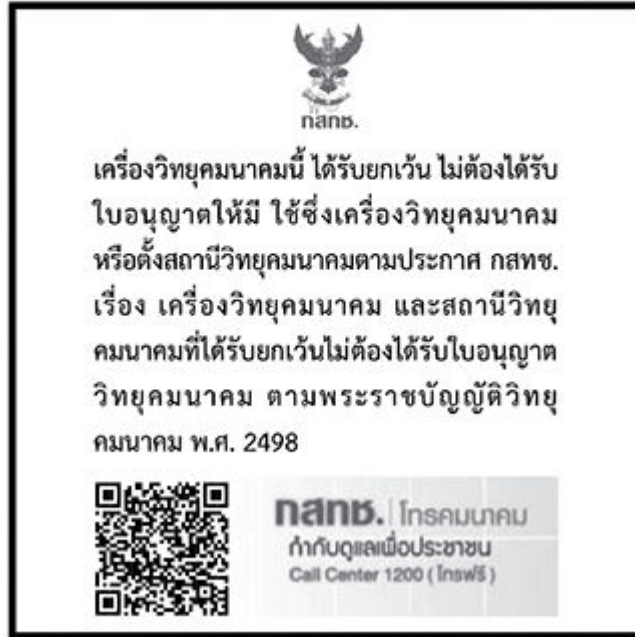 กสทช.
เครื่องวิทยุคมนาคมนี้ ได้รับยกเว้น ไม่ต้องได้รับ
ใบอนุญาตให้มี ใช้ซึ่งเครื่องวิทยุคมนาคม
หรือตั้งสถานีวิทยุคมนาคมตามประกาศ กสทช.
เรื่อง เครื่องวิทยุคมนาคม และสถานีวิทยุ
คมนาคมที่ได้รับยกเว้นไม่ต้องได้รับใบอนุญาต
วิทยุคมนาคม ตามพระราชบัญญัติวิทยุ
คมนาคม พ.ศ. 2498
กสทช. | โทรคมนาคม
กำกับดูแลเพื่อประชาชน
Call Center 1200 ( โทรฟรี )